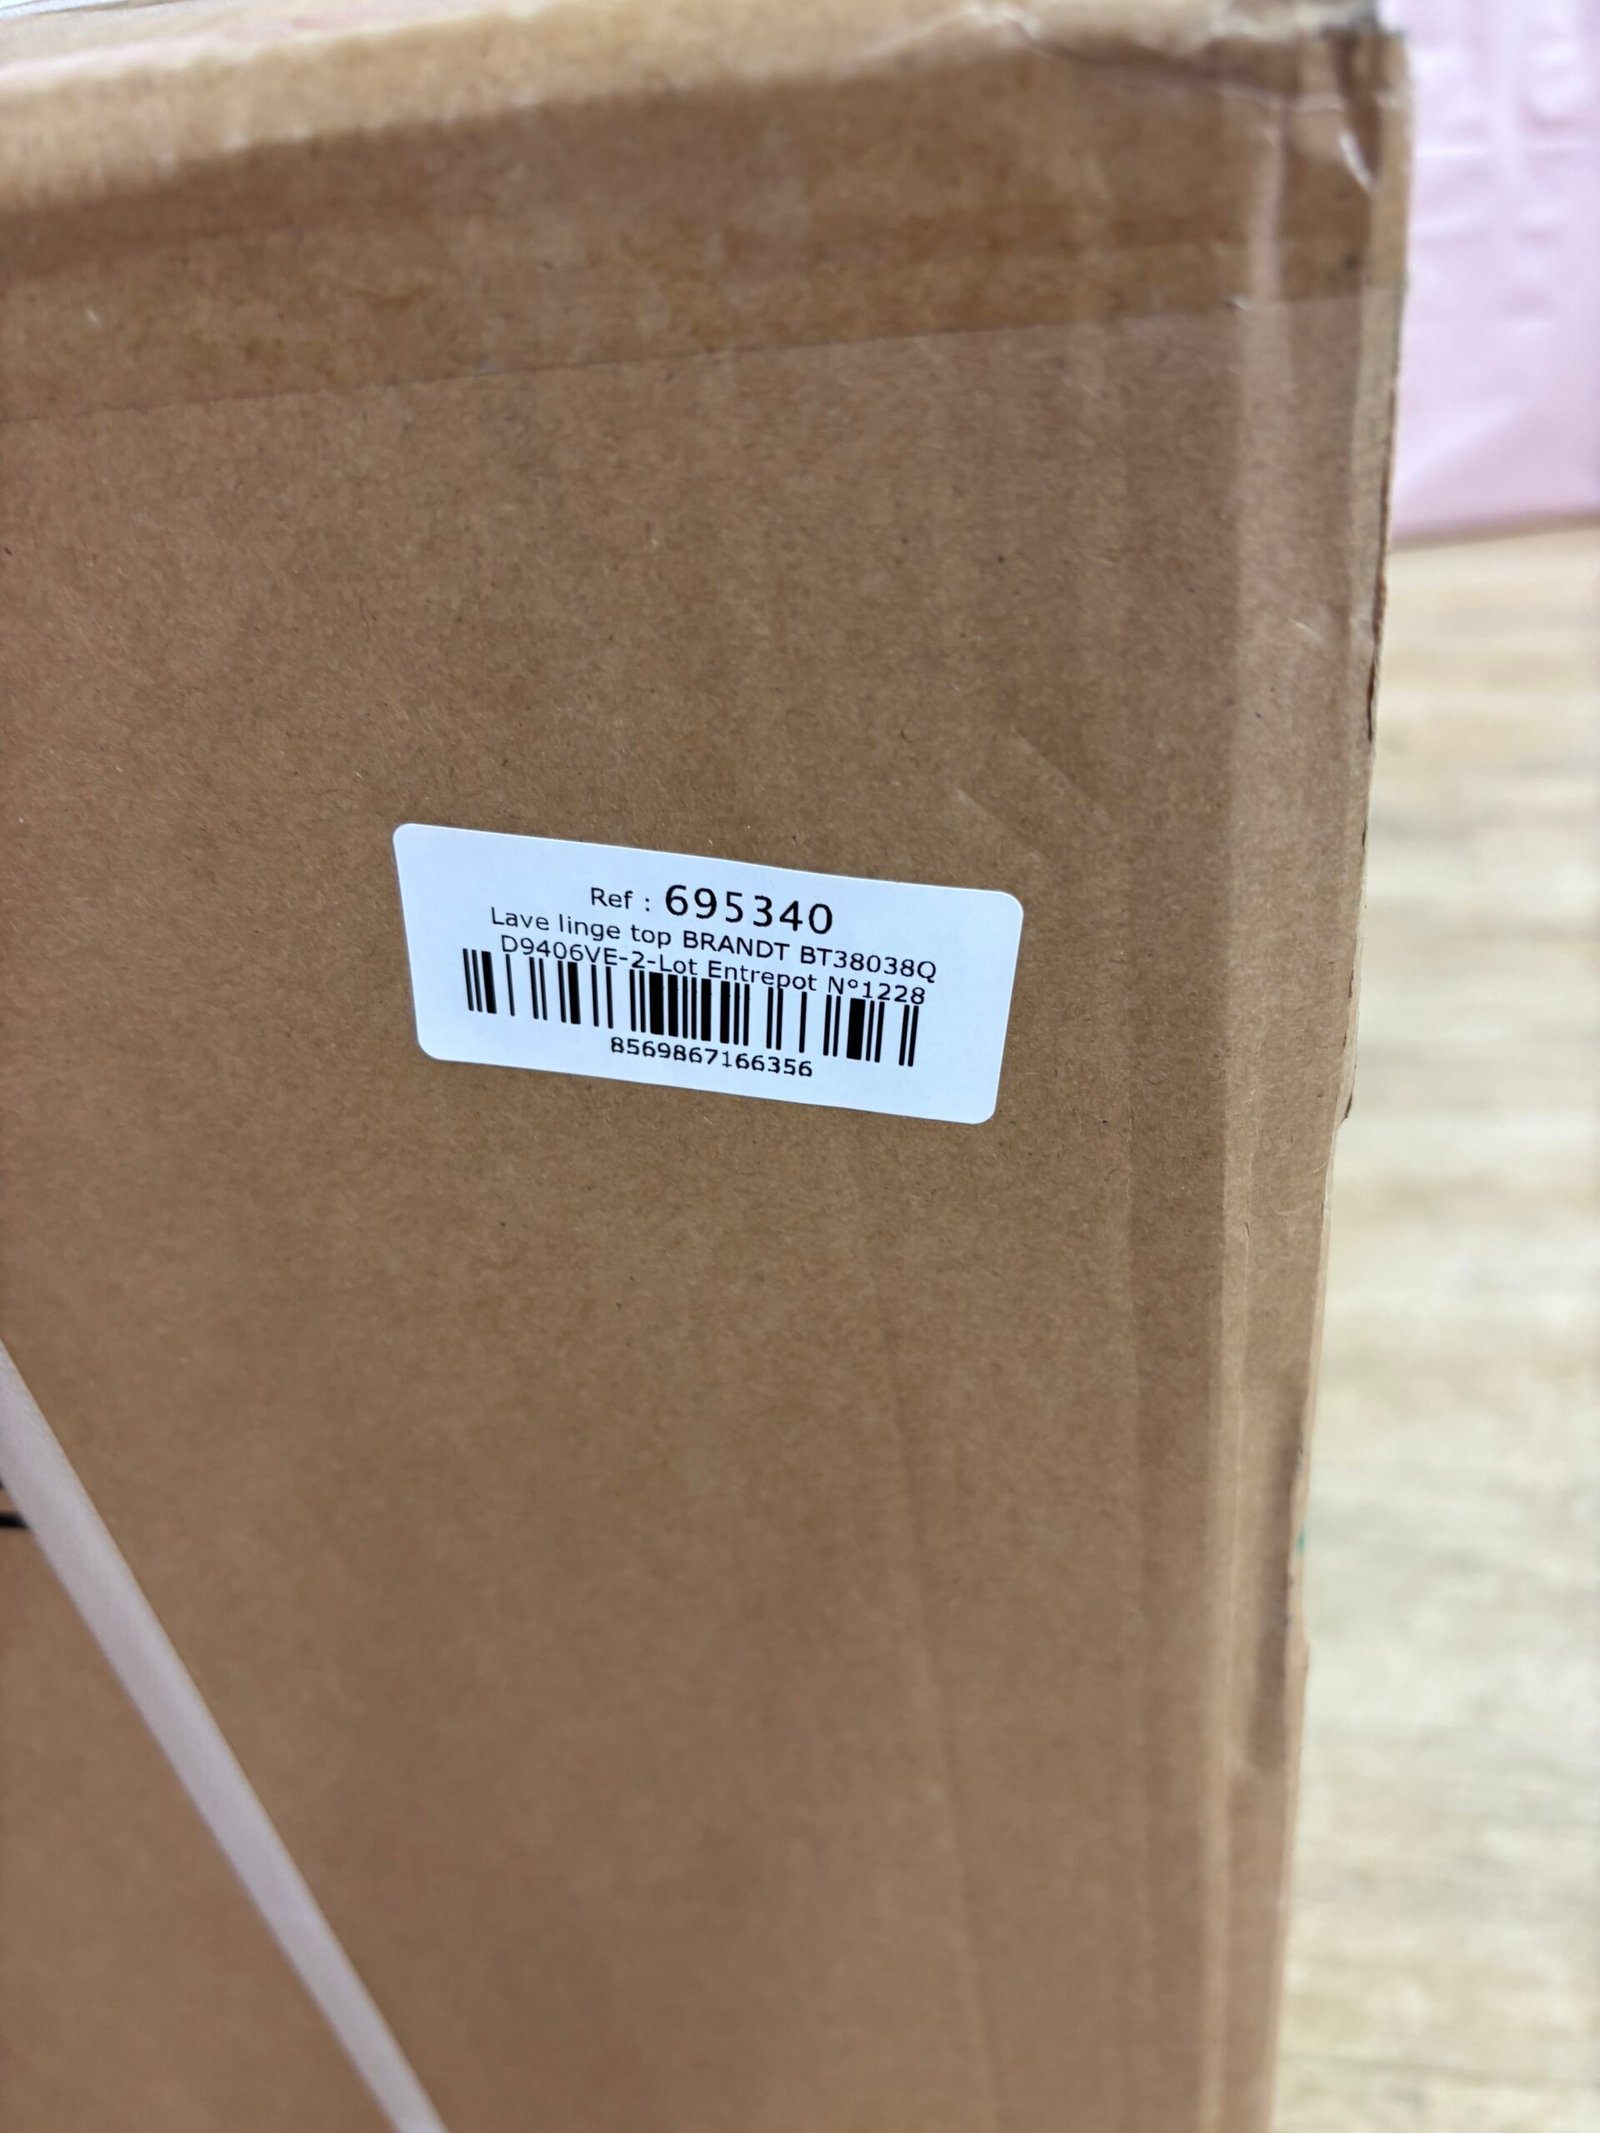 Ref : 695340
Lave linge top BRANDT BT38038Q
D9406VE-2-Lot Entrepot N°1228
8569867166356